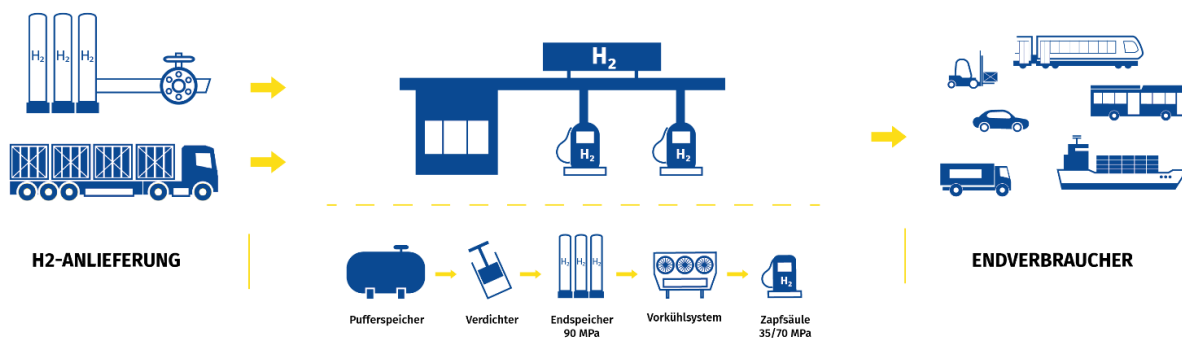 H₂ H₂ H₂
H₂
H₂ H₂
H2-ANLIEFERUNG
ENDVERBRAUCHER
H₂ H₂ H₂
H₂
Pufferspeicher
Verdichter
Endspeicher
90 MPa
Vorkühlsystem
Zapfsäule
35/70 MPa